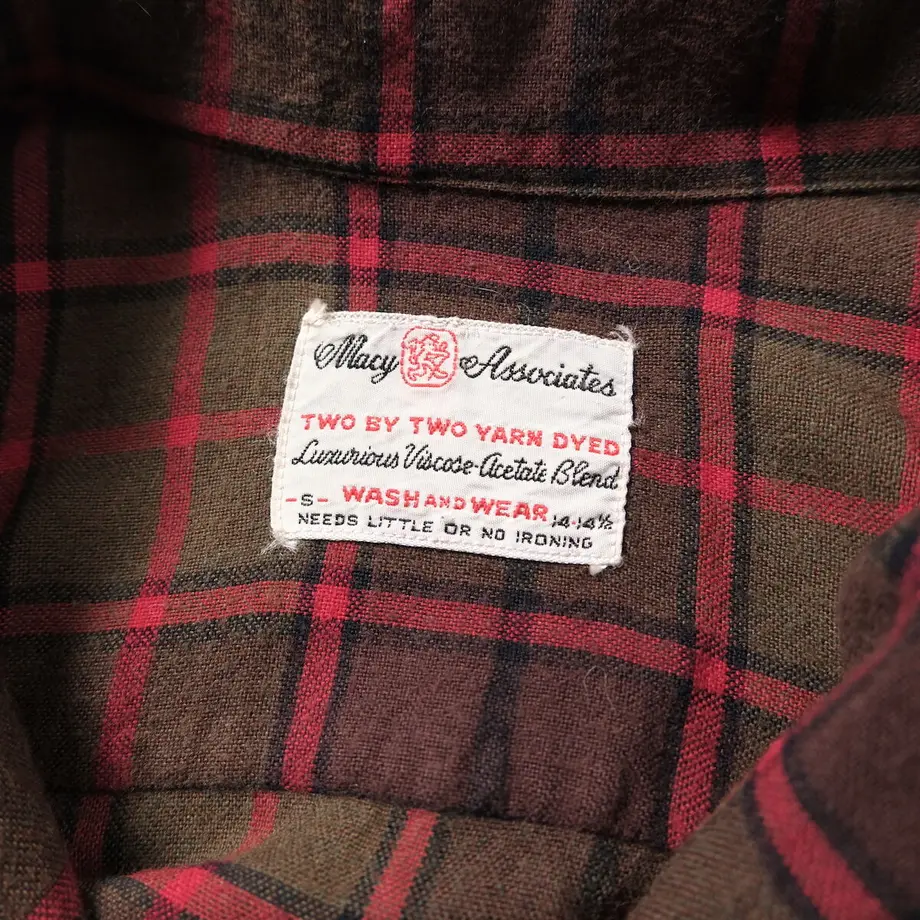 Macy Associates
TWO BY TWO YARN DYED
Luxurious Viscose-Acetate Blend
-S- WASH AND WEAR 14-14½
NEEDS LITTLE OR NO IRONING